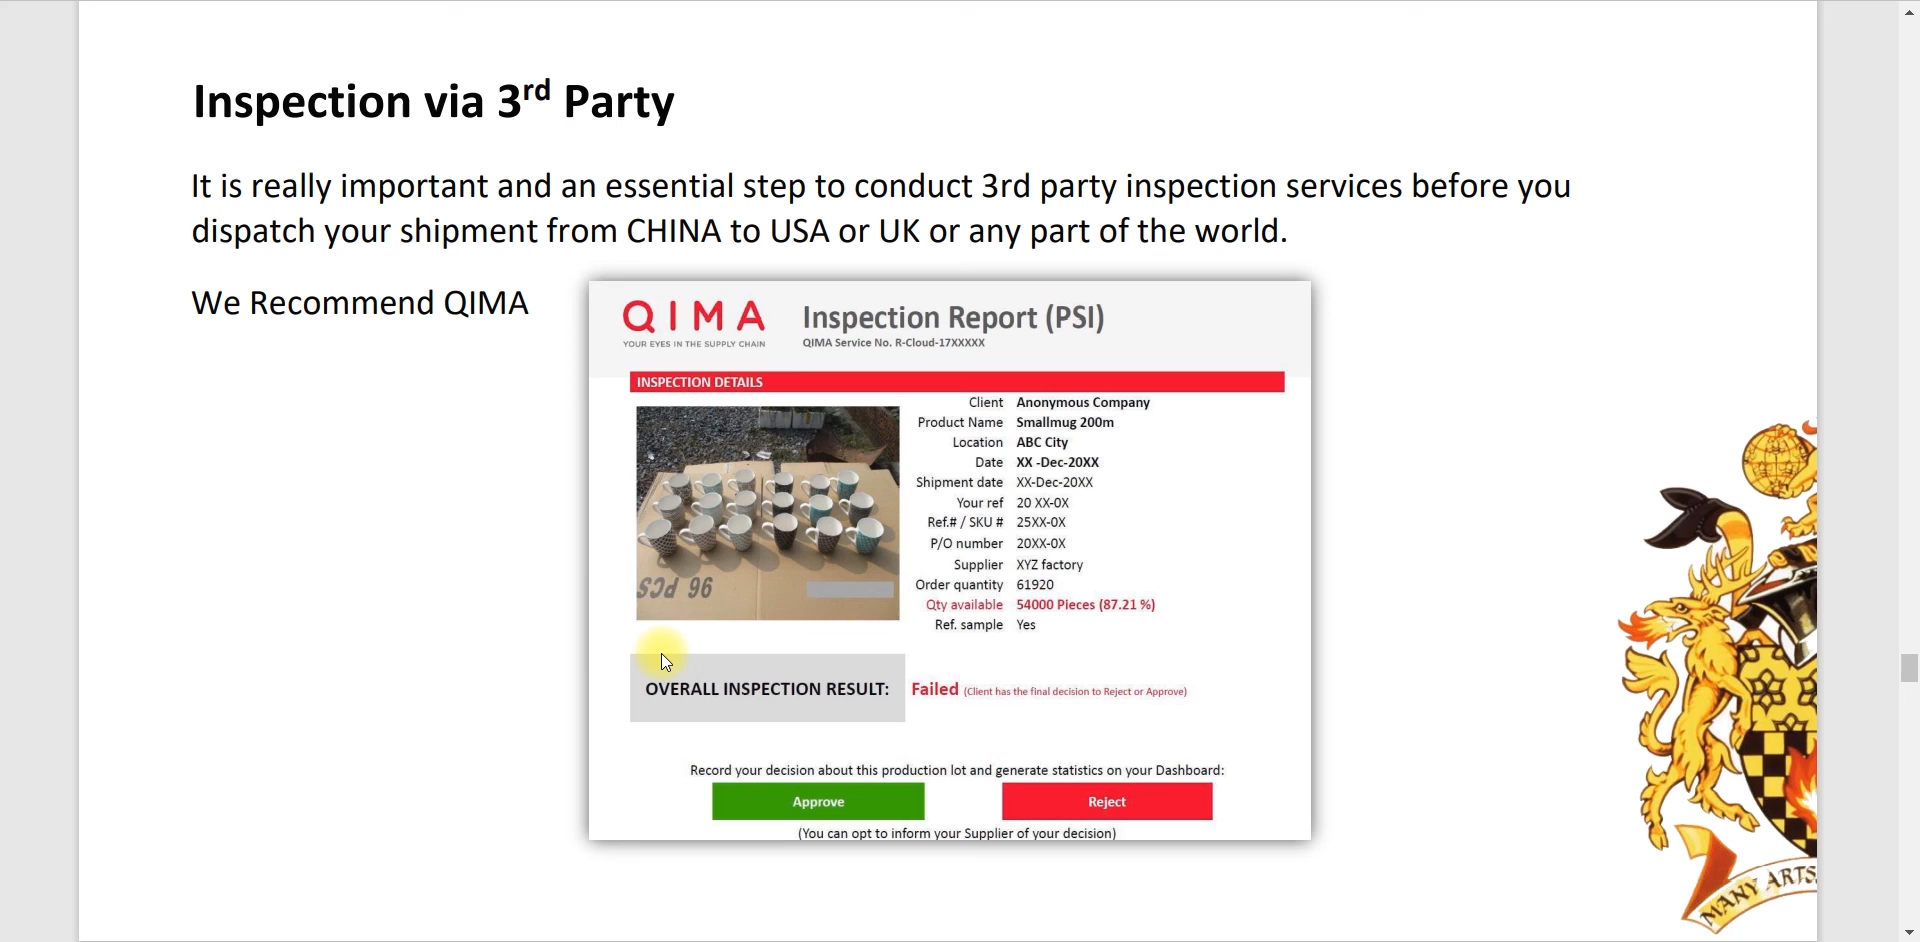 Inspection via 3rd Party
It is really important and an essential step to conduct 3rd party inspection services before you
dispatch your shipment from CHINA to USA or UK or any part of the world.
We Recommend QIMA
QIMA
YOUR EYES IN THE SUPPLY CHAIN
Inspection Report (PSI)
QIMA Service No. R-Cloud-17XXXXX
INSPECTION DETAILS
Client Anonymous Company
Product Name Smallmug 200m
Location ABC City
Date XX -Dec-20XX
Shipment date XX-Dec-20XX
Your ref 20 XX-0X
Ref.# / SKU # 25XX-0X
P/O number 20XX-0X
Supplier XYZ factory
Order quantity 61920
Qty available 54000 Pieces (87.21 %)
Ref. sample Yes
96 PCS
OVERALL INSPECTION RESULT: Failed (Client has the final decision to Reject or Approve)
Record your decision about this production lot and generate statistics on your Dashboard:
Approve Reject
(You can opt to inform your Supplier of your decision)
MANY ARTS